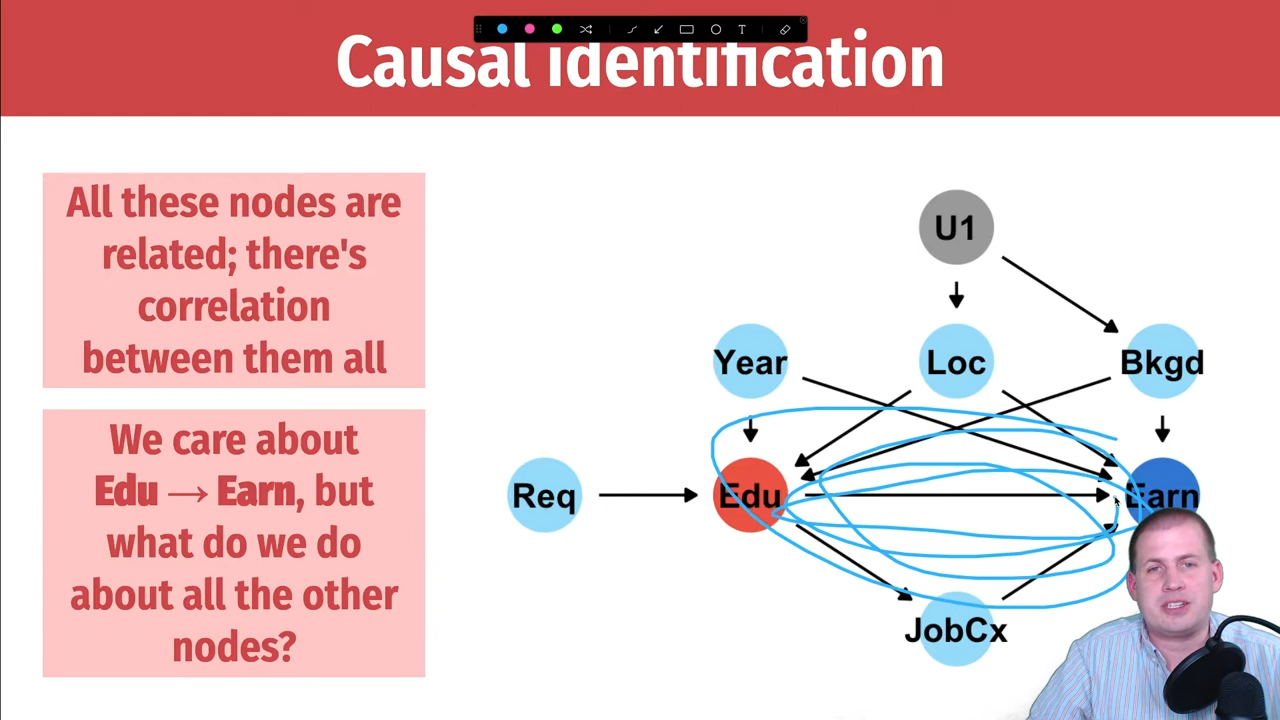 Causal identification
All these nodes are
related; there's
correlation
between them all
We care about
Edu → Earn, but
what do we do
about all the other
nodes?
U1
Year
Loc
Bkgd
Req
Edu
Earn
JobCx
T